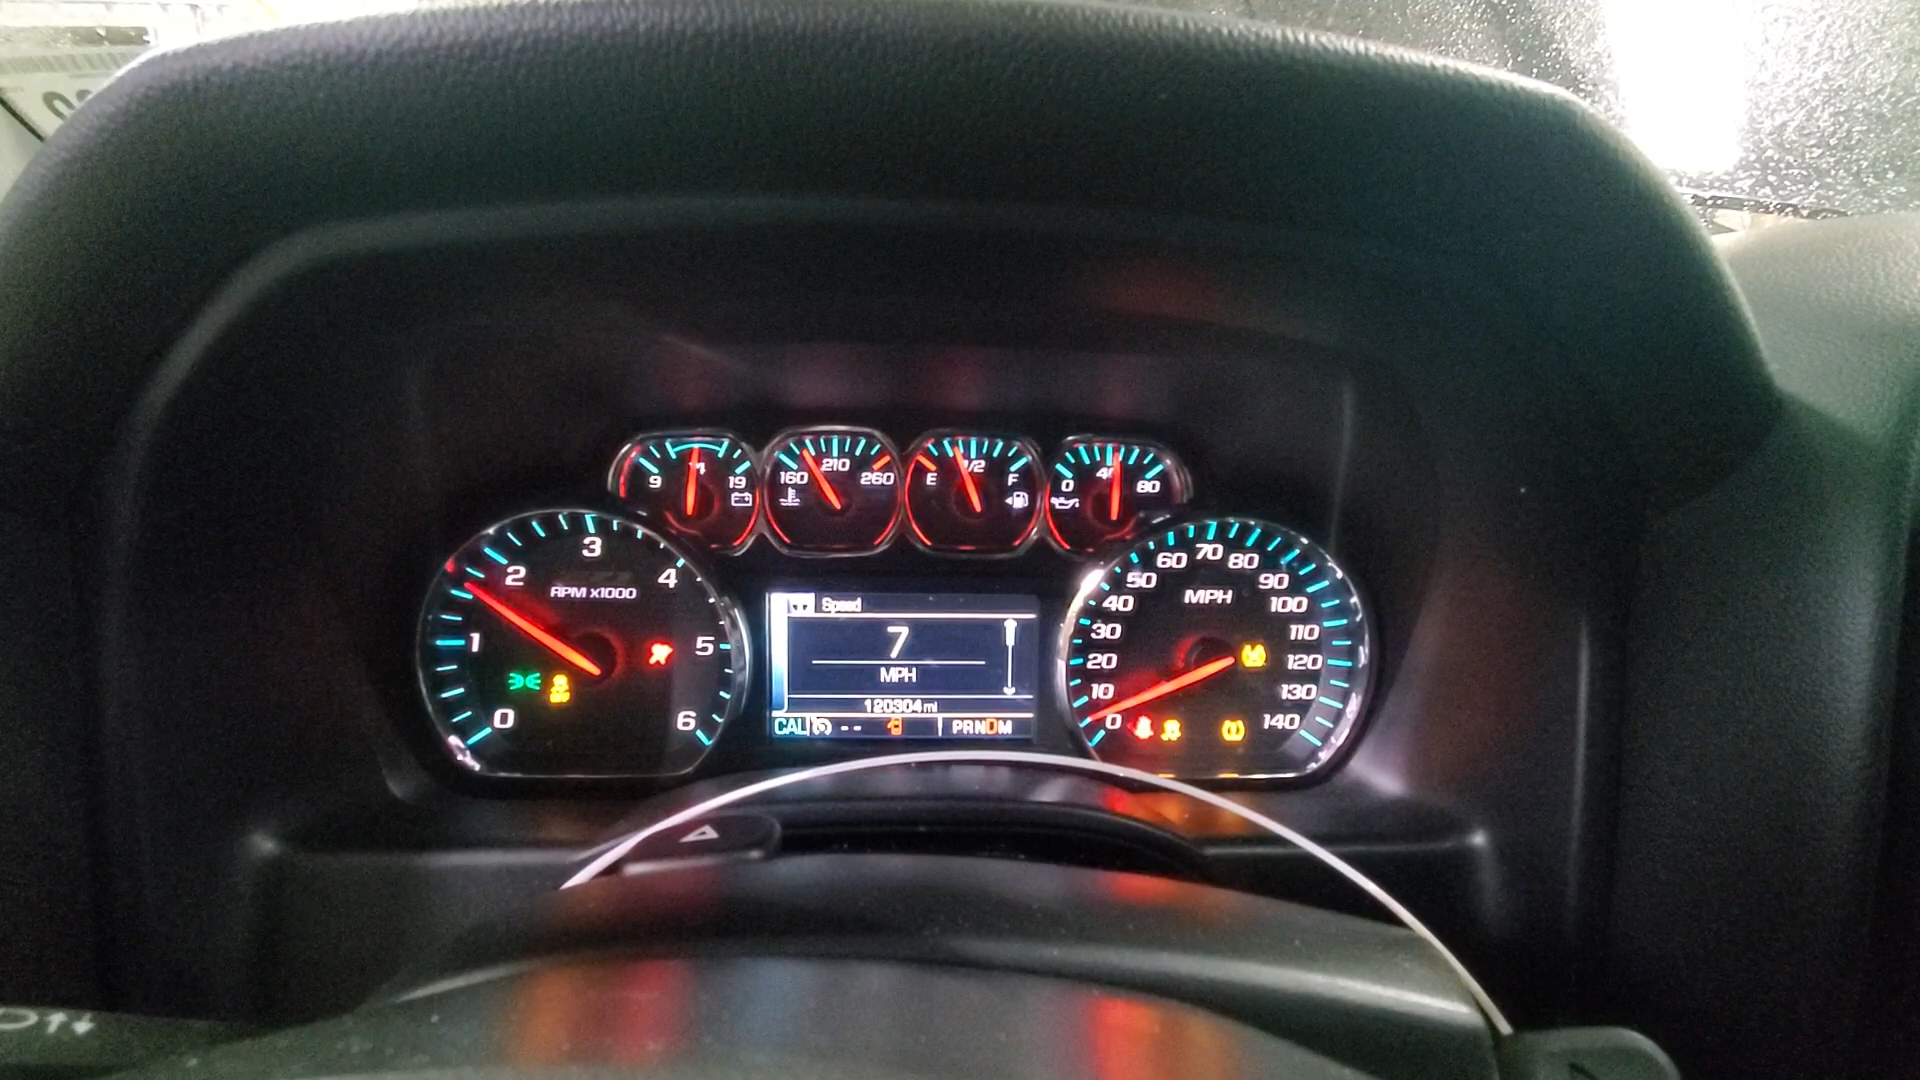 9 14 19
160 210 260
E 1/2 F
0 40 80
0 1 2 3 4 5 6
RPM x1000
Speed
7
MPH
120304 mi
CAL -- PRNDM
0 10 20 30 40 50 60 70 80 90 100 110 120 130 140
MPH